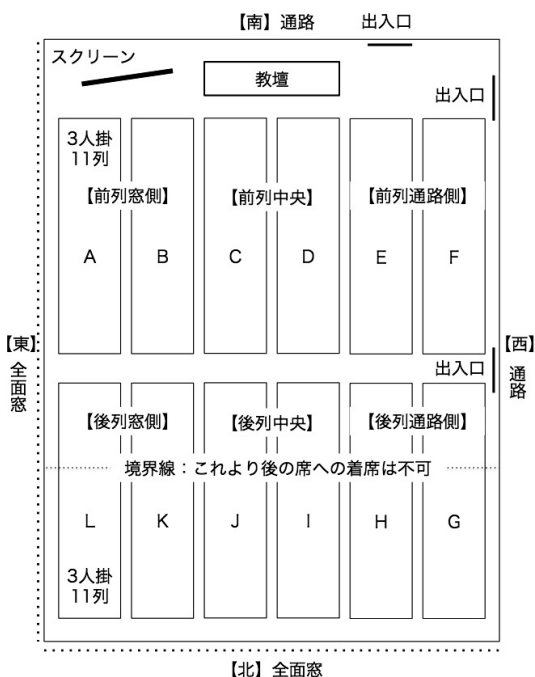 【南】通路
出入口
スクリーン
教壇
出入口
3人掛
11列
【前列窓側】
【前列中央】
【前列通路側】
A
B
C
D
E
F
【東】
全面窓
【西】
通路
出入口
【後列窓側】
【後列中央】
【後列通路側】
境界線：これより後の席への着席は不可
L
K
J
I
H
G
3人掛
11列
【北】全面窓